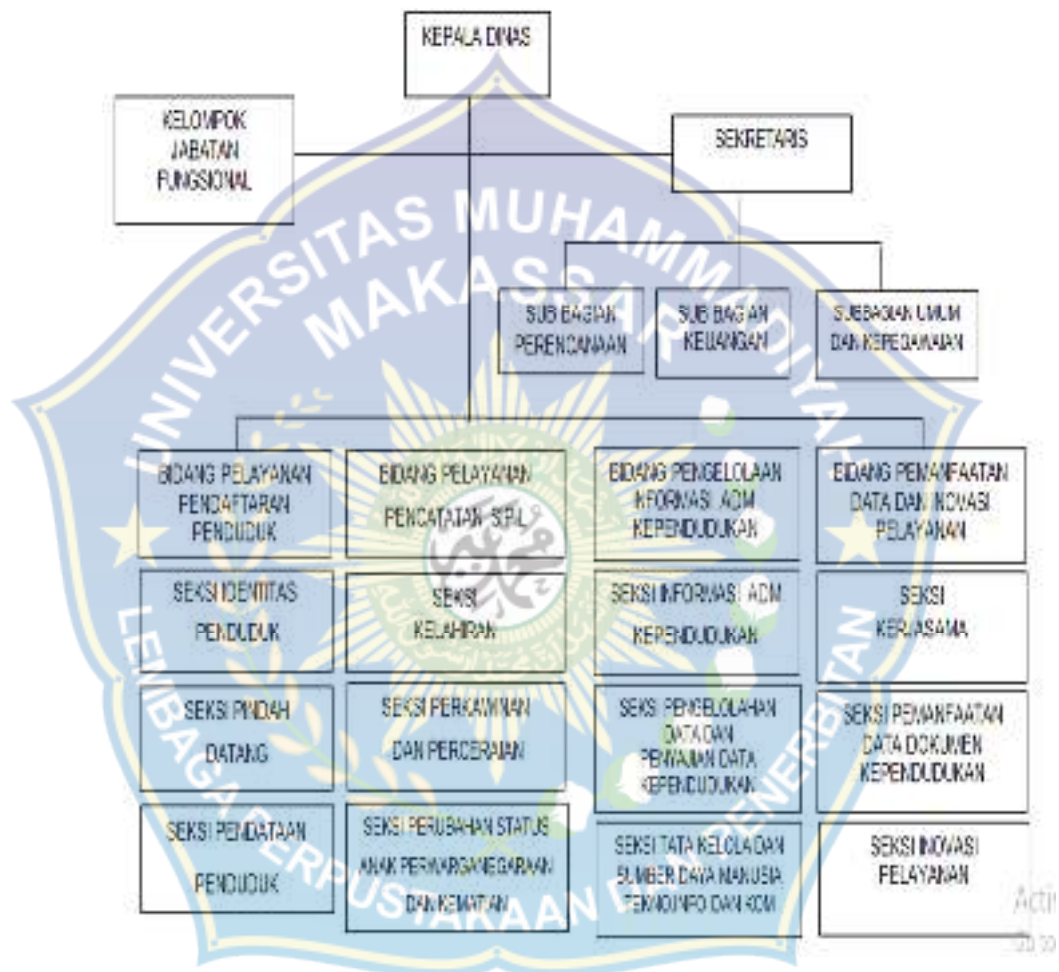 KEPALA DINAS
KELOMPOK
JABATAN
FUNGSIONAL
SEKRETARIS
SUB BAGIAN
PERENCANAAN
SUB BAGIAN
KEUANGAN
SUBBAGIAN UMUM
DAN KEPEGAWAIAN
BIDANG PELAYANAN
PENDAFTARAN
PENDUDUK
BIDANG PELAYANAN
PENCATATAN SIPIL
BIDANG PENGELOLAAN
INFORMASI ADM
KEPENDUDUKAN
BIDANG PEMANFAATAN
DATA DAN INOVASI
PELAYANAN
SEKSI IDENTITAS
PENDUDUK
SEKSI
KELAHIRAN
SEKSI INFORMASI ADM
KEPENDUDUKAN
SEKSI
KERJASAMA
SEKSI PINDAH
DATANG
SEKSI PERKAWINAN
DAN PERCERAIAN
SEKSI PENGELOLAHAN
DATA DAN
PENYAJIAN DATA
KEPENDUDUKAN
SEKSI PEMANFAATAN
DATA DOKUMEN
KEPENDUDUKAN
SEKSI PENDATAAN
PENDUDUK
SEKSI PERUBAHAN STATUS
ANAK PERWARGANEGARAAN
DAN KEMATIAN
SEKSI TATA KELOLA DAN
SUMBER DAYA MANUSIA
TEKNO.INFO DAN KOM
SEKSI INOVASI
PELAYANAN
UNIVERSITAS MUHAMMADIYAH
MAKASSAR
LEMBAGA PERPUSTAKAAN DAN PENERBITAN